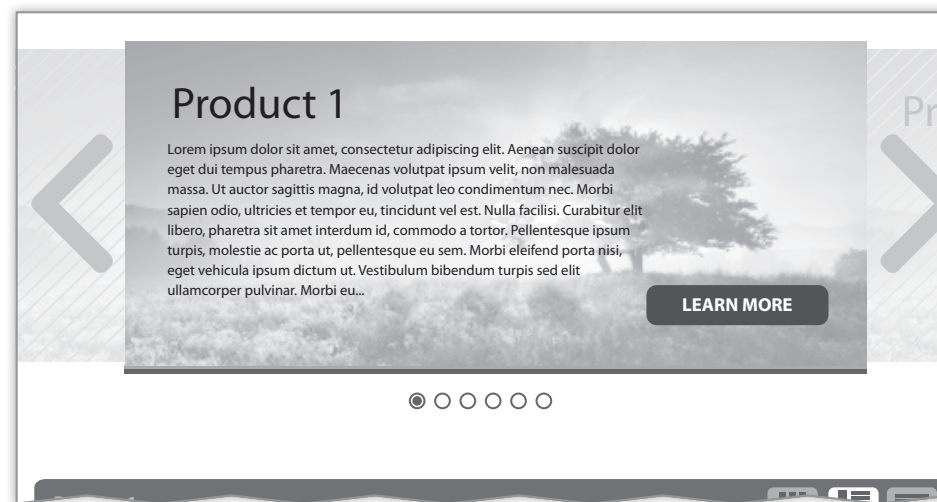 Product 1
Lorem ipsum dolor sit amet, consectetur adipiscing elit. Aenean suscipit dolor
eget dui tempus pharetra. Maecenas volutpat ipsum velit, non malesuada
massa. Ut auctor sagittis magna, id volutpat leo condimentum nec. Morbi
sapien odio, ultricies et tempor eu, tincidunt vel est. Nulla facilisi. Curabitur elit
libero, pharetra sit amet interdum id, commodo a tortor. Pellentesque ipsum
turpis, molestie ac porta ut, pellentesque eu sem. Morbi eleifend porta nisi,
eget vehicula ipsum dictum ut. Vestibulum bibendum turpis sed elit
ullamcorper pulvinar. Morbi eu...
LEARN MORE
Pr